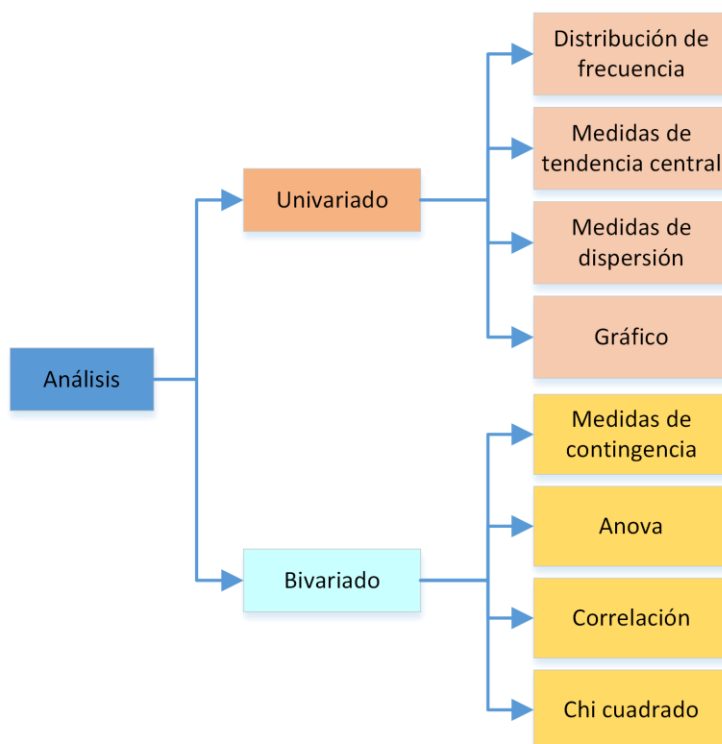 Análisis
Univariado
Distribución de
frecuencia
Medidas de
tendencia central
Medidas de
dispersión
Gráfico
Bivariado
Medidas de
contingencia
Anova
Correlación
Chi cuadrado